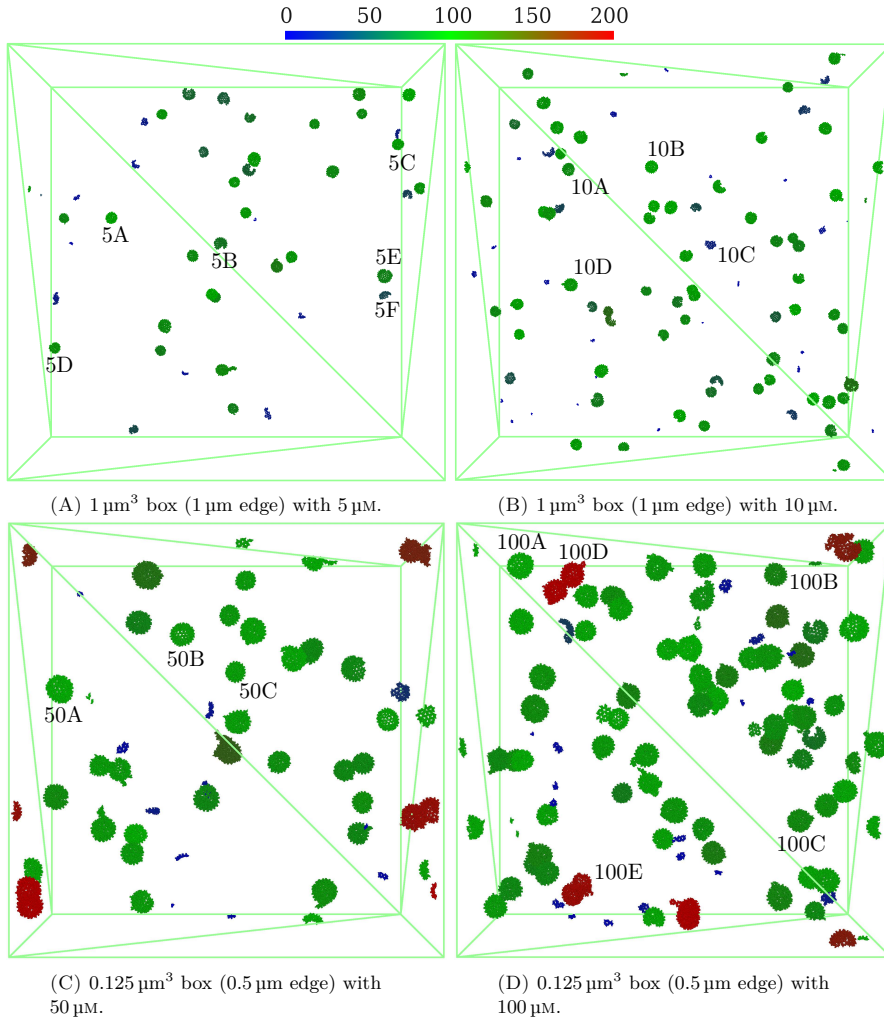 0 50 100 150 200
5C
5A
5B
5E
5F
5D
10B
10A
10C
10D
(A) 1 µm³ box (1 µm edge) with 5 µM.
(B) 1 µm³ box (1 µm edge) with 10 µM.
100A
100D
100B
50B
50C
50A
100C
100E
(C) 0.125 µm³ box (0.5 µm edge) with
50 µM.
(D) 0.125 µm³ box (0.5 µm edge) with
100 µM.